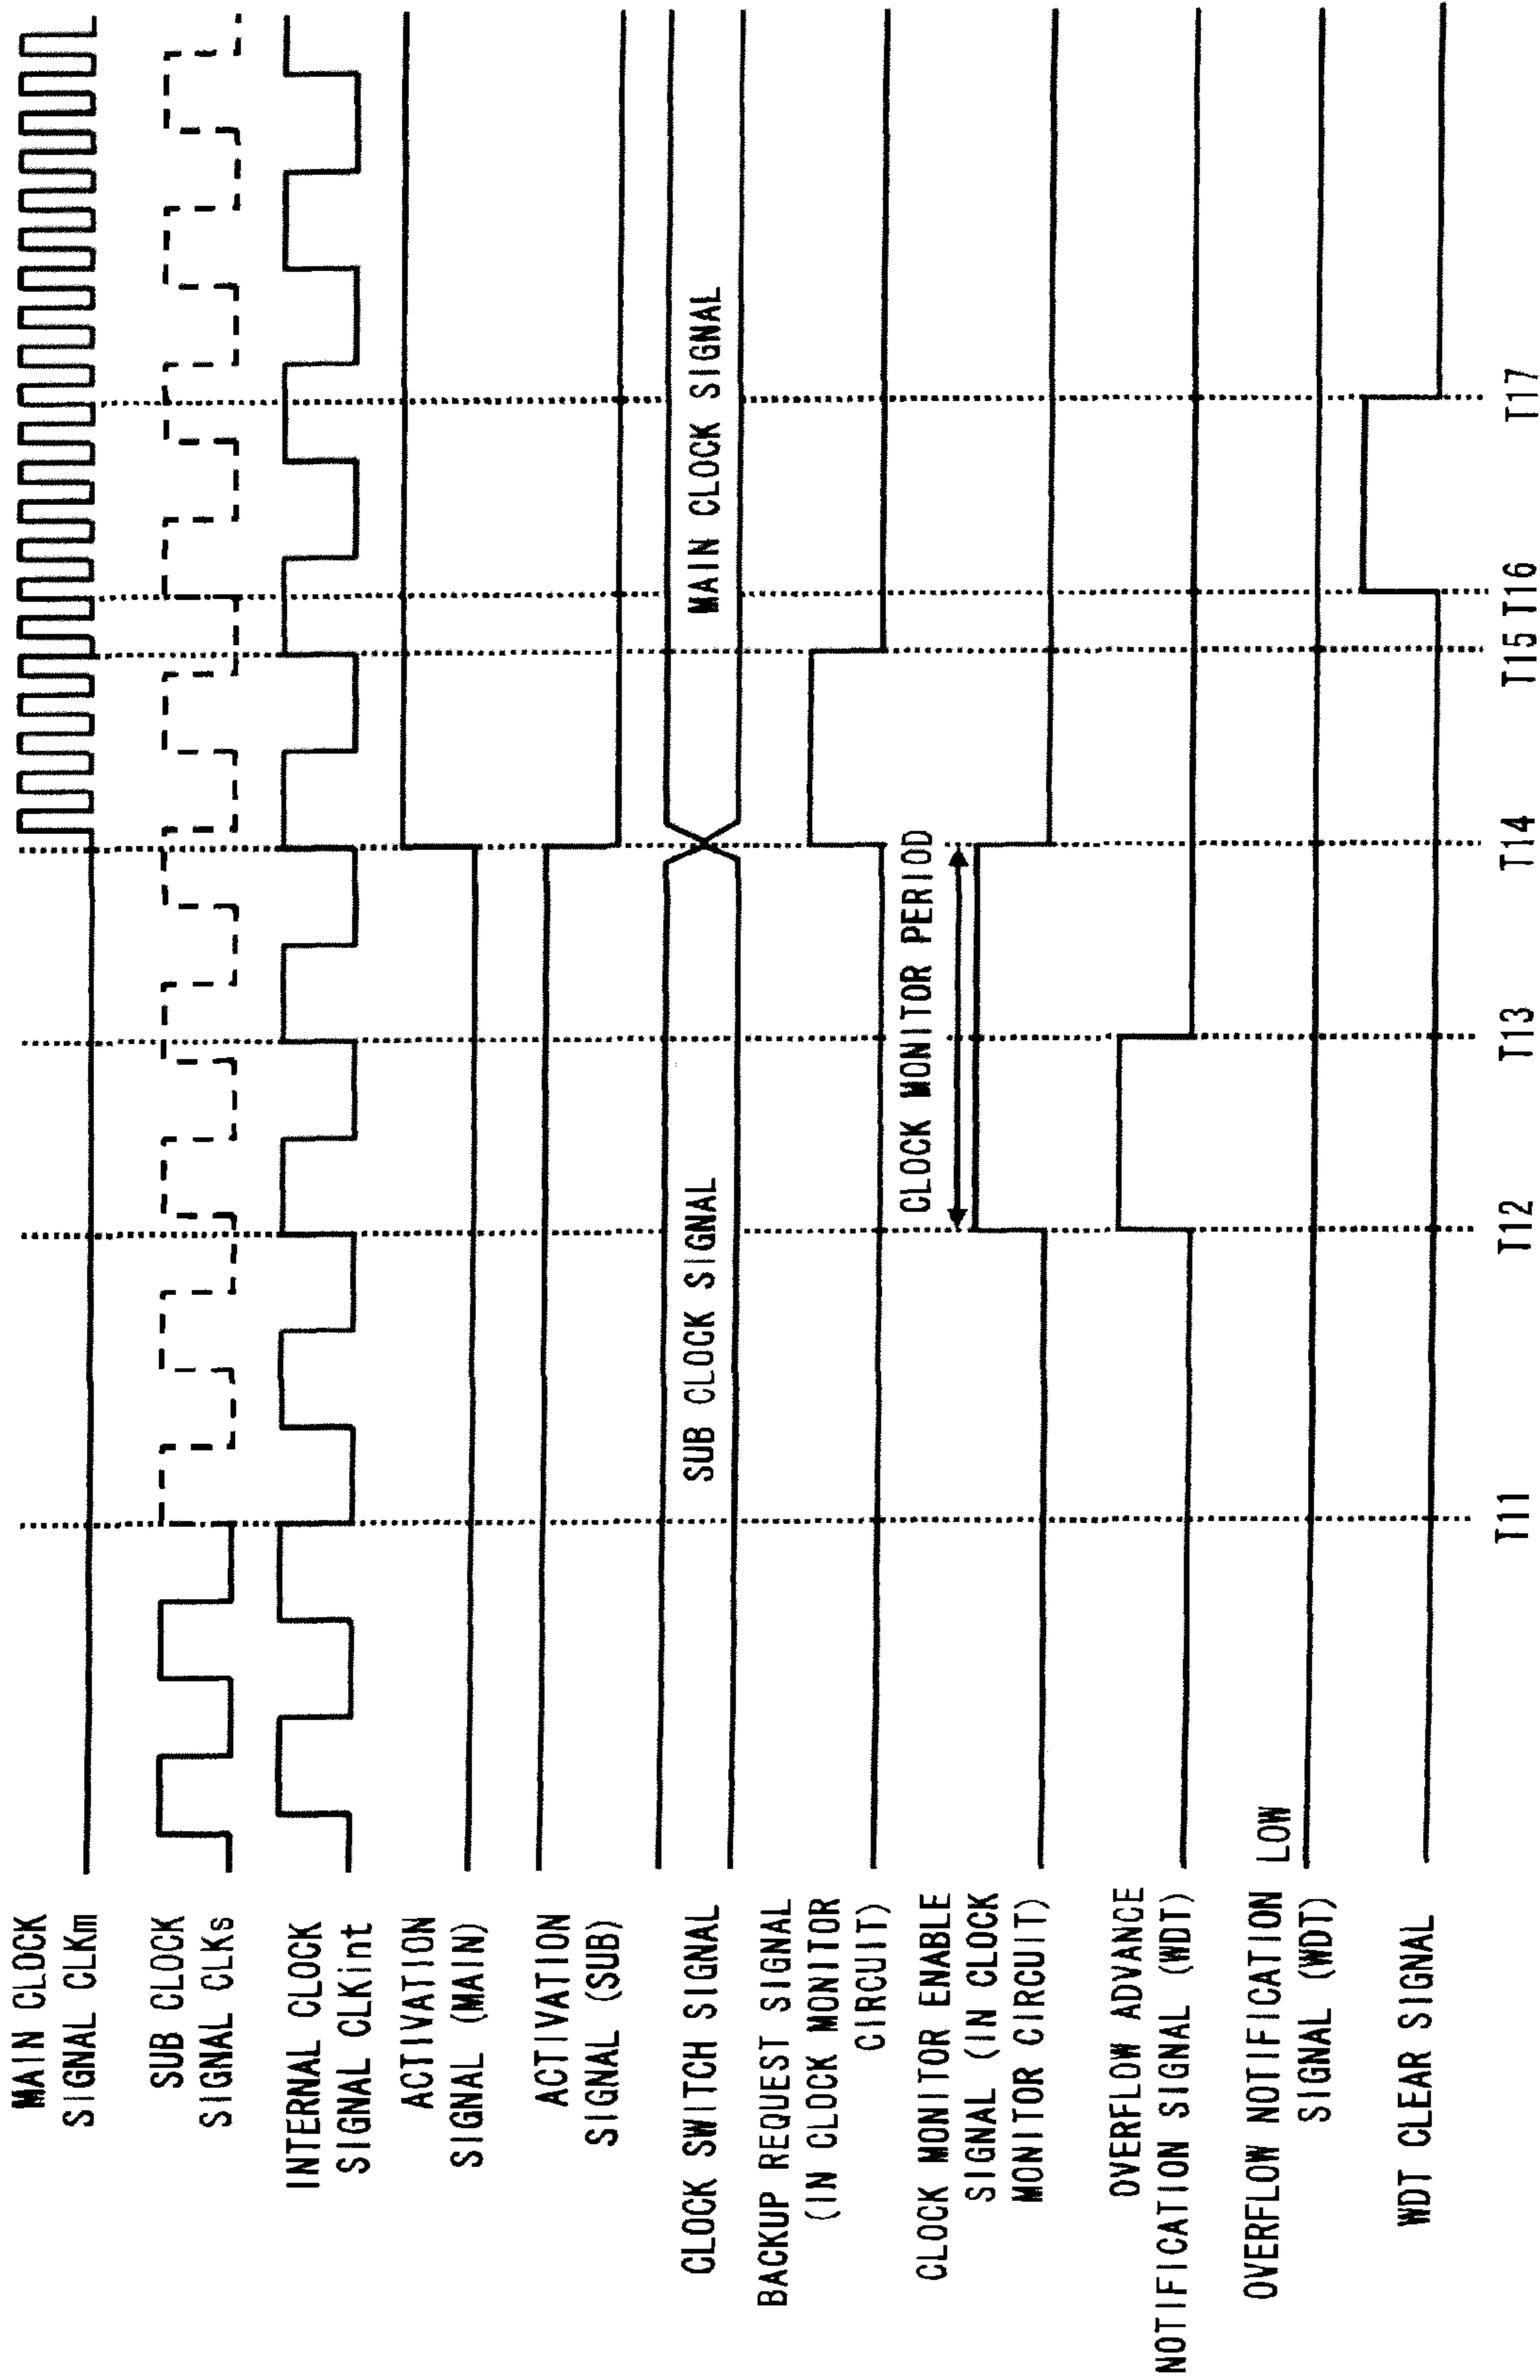 MAIN CLOCK
SIGNAL CLKm
SUB CLOCK
SIGNAL CLKs
INTERNAL CLOCK
SIGNAL CLKint
ACTIVATION
SIGNAL (MAIN)
ACTIVATION
SIGNAL (SUB)
CLOCK SWITCH SIGNAL
SUB CLOCK SIGNAL
MAIN CLOCK SIGNAL
BACKUP REQUEST SIGNAL
(IN CLOCK MONITOR
CIRCUIT)
CLOCK MONITOR PERIOD
CLOCK MONITOR ENABLE
SIGNAL (IN CLOCK
MONITOR CIRCUIT)
OVERFLOW ADVANCE
NOTIFICATION SIGNAL (WDT)
OVERFLOW NOTIFICATION
SIGNAL (WDT)
LOW
WDT CLEAR SIGNAL
T11
T12
T13
T14
T15
T16
T17